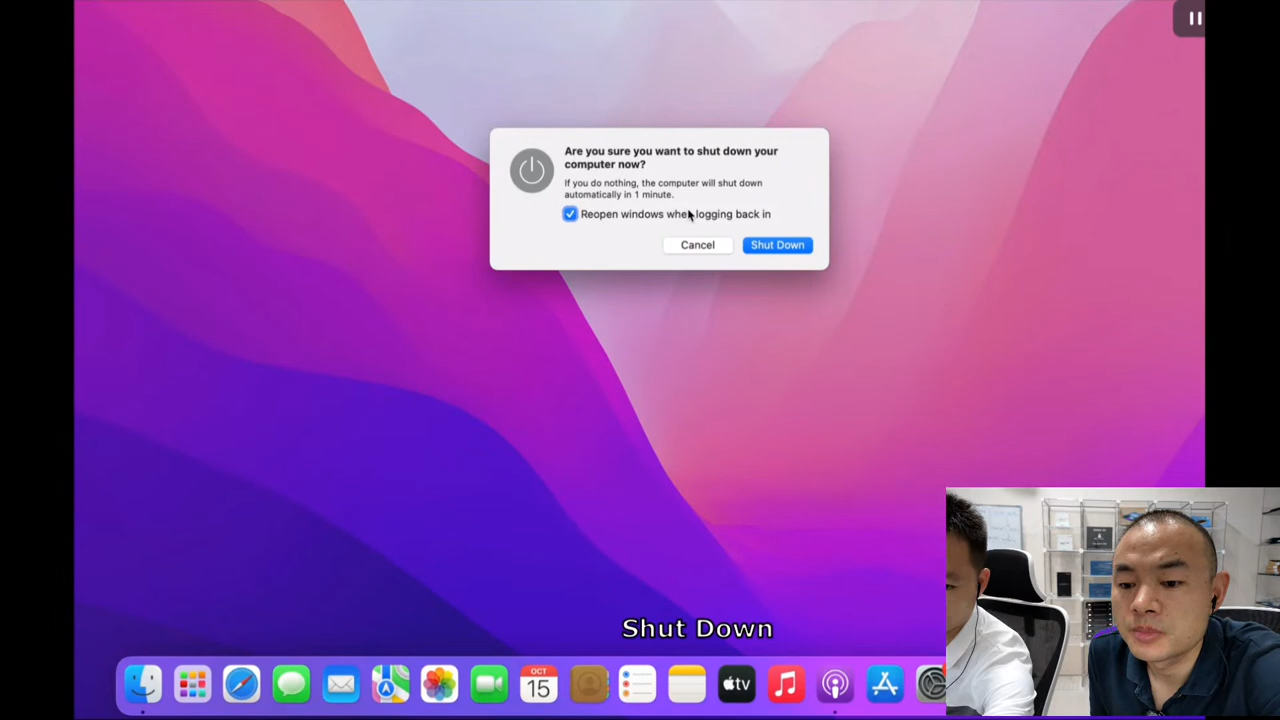 Are you sure you want to shut down your
computer now?
If you do nothing, the computer will shut down
automatically in 1 minute.
Reopen windows when logging back in
Cancel
Shut Down
Shut Down
OCT
15
tv